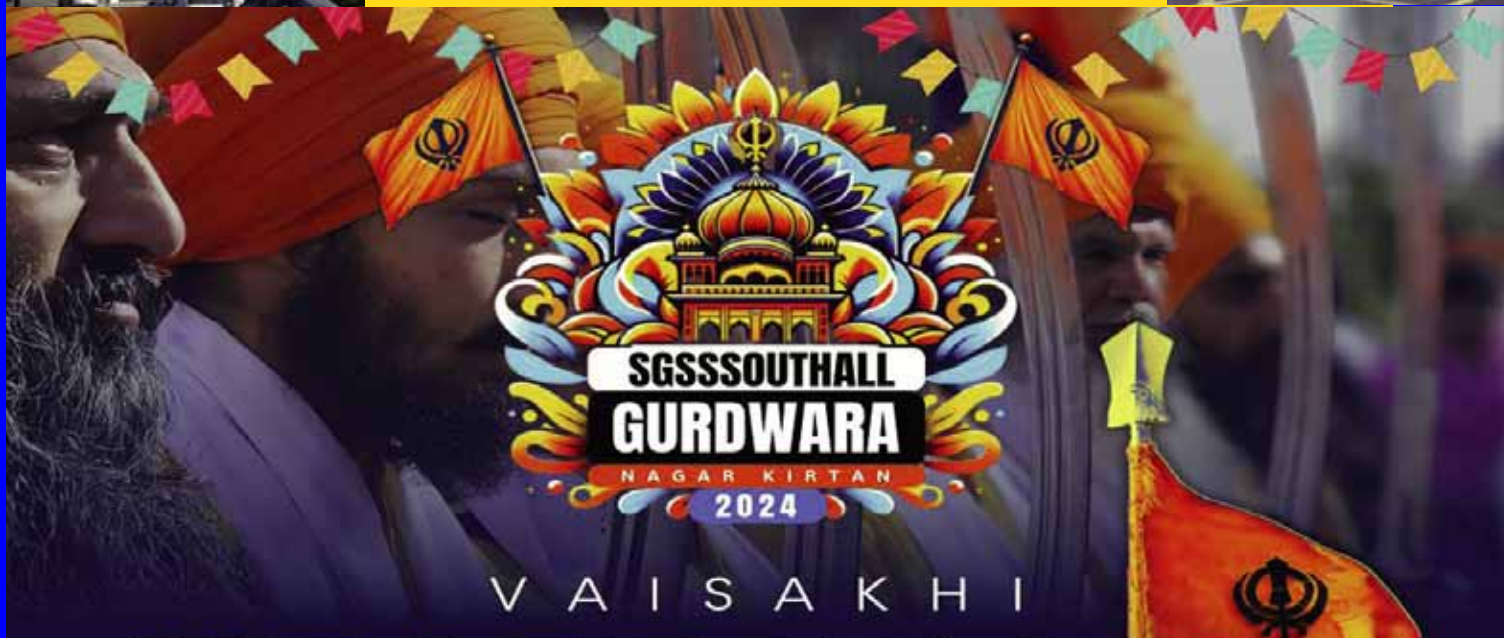 SGSSSOUTHALL
GURDWARA
NAGAR KIRTAN
2024
VAISAKHI